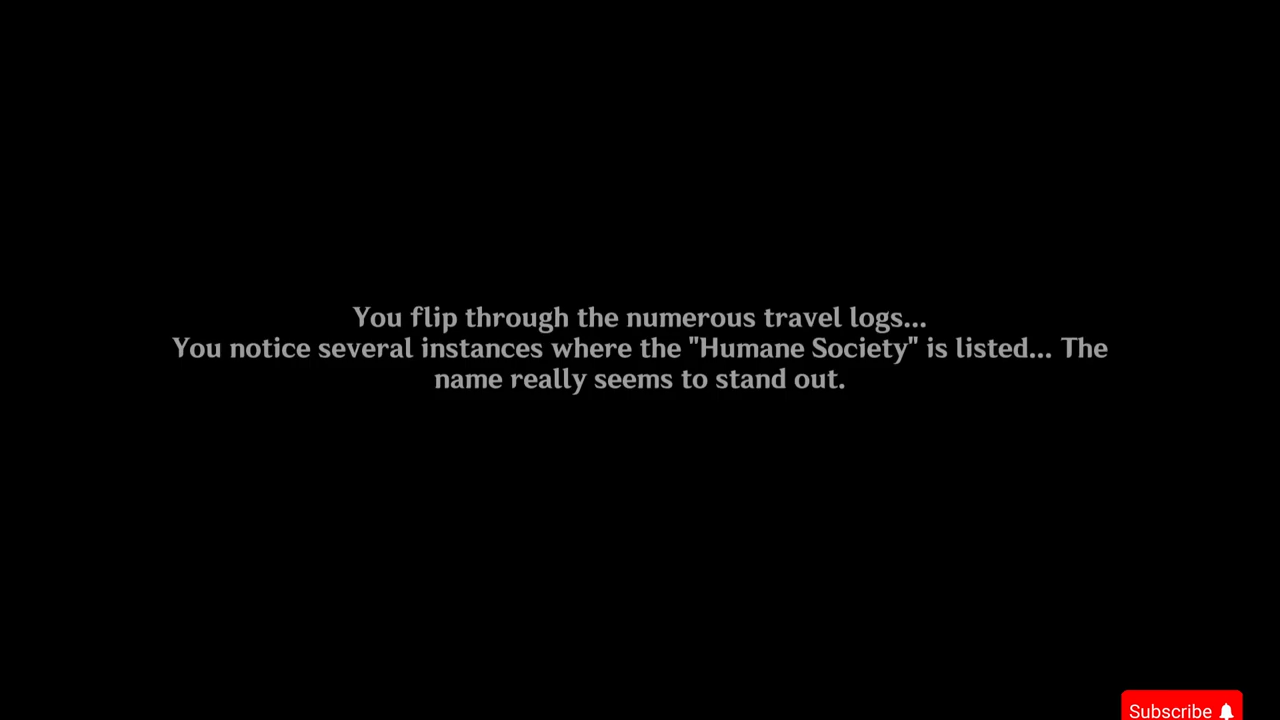 You flip through the numerous travel logs...
You notice several instances where the "Humane Society" is listed... The
name really seems to stand out.
Subscribe